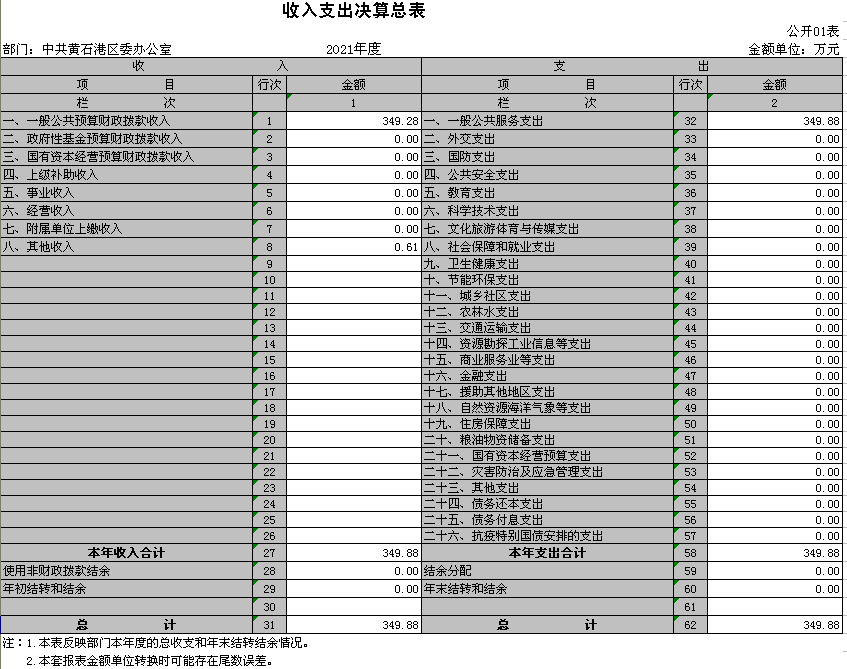 收入支出决算总表
公开01表
部门：中共黄石港区委办公室 2021年度 金额单位：万元
收 入 支 出
项 目 行次 金额 项 目 行次 金额
栏 次 1 栏 次 2
一、一般公共预算财政拨款收入 1 349.28 一、一般公共服务支出 32 349.88
二、政府性基金预算财政拨款收入 2 0.00 二、外交支出 33 0.00
三、国有资本经营预算财政拨款收入 3 0.00 三、国防支出 34 0.00
四、上级补助收入 4 0.00 四、公共安全支出 35 0.00
五、事业收入 5 0.00 五、教育支出 36 0.00
六、经营收入 6 0.00 六、科学技术支出 37 0.00
七、附属单位上缴收入 7 0.00 七、文化旅游体育与传媒支出 38 0.00
八、其他收入 8 0.61 八、社会保障和就业支出 39 0.00
9 九、卫生健康支出 40 0.00
10 十、节能环保支出 41 0.00
11 十一、城乡社区支出 42 0.00
12 十二、农林水支出 43 0.00
13 十三、交通运输支出 44 0.00
14 十四、资源勘探工业信息等支出 45 0.00
15 十五、商业服务业等支出 46 0.00
16 十六、金融支出 47 0.00
17 十七、援助其他地区支出 48 0.00
18 十八、自然资源海洋气象等支出 49 0.00
19 十九、住房保障支出 50 0.00
20 二十、粮油物资储备支出 51 0.00
21 二十一、国有资本经营预算支出 52 0.00
22 二十二、灾害防治及应急管理支出 53 0.00
23 二十三、其他支出 54 0.00
24 二十四、债务还本支出 55 0.00
25 二十五、债务付息支出 56 0.00
26 二十六、抗疫特别国债安排的支出 57 0.00
本年收入合计 27 349.88 本年支出合计 58 349.88
使用非财政拨款结余 28 0.00 结余分配 59 0.00
年初结转和结余 29 0.00 年末结转和结余 60 0.00
30 61
总 计 31 349.88 总 计 62 349.88
注：1.本表反映部门本年度的总收支和年末结转结余情况。
2.本套报表金额单位转换时可能存在尾数误差。